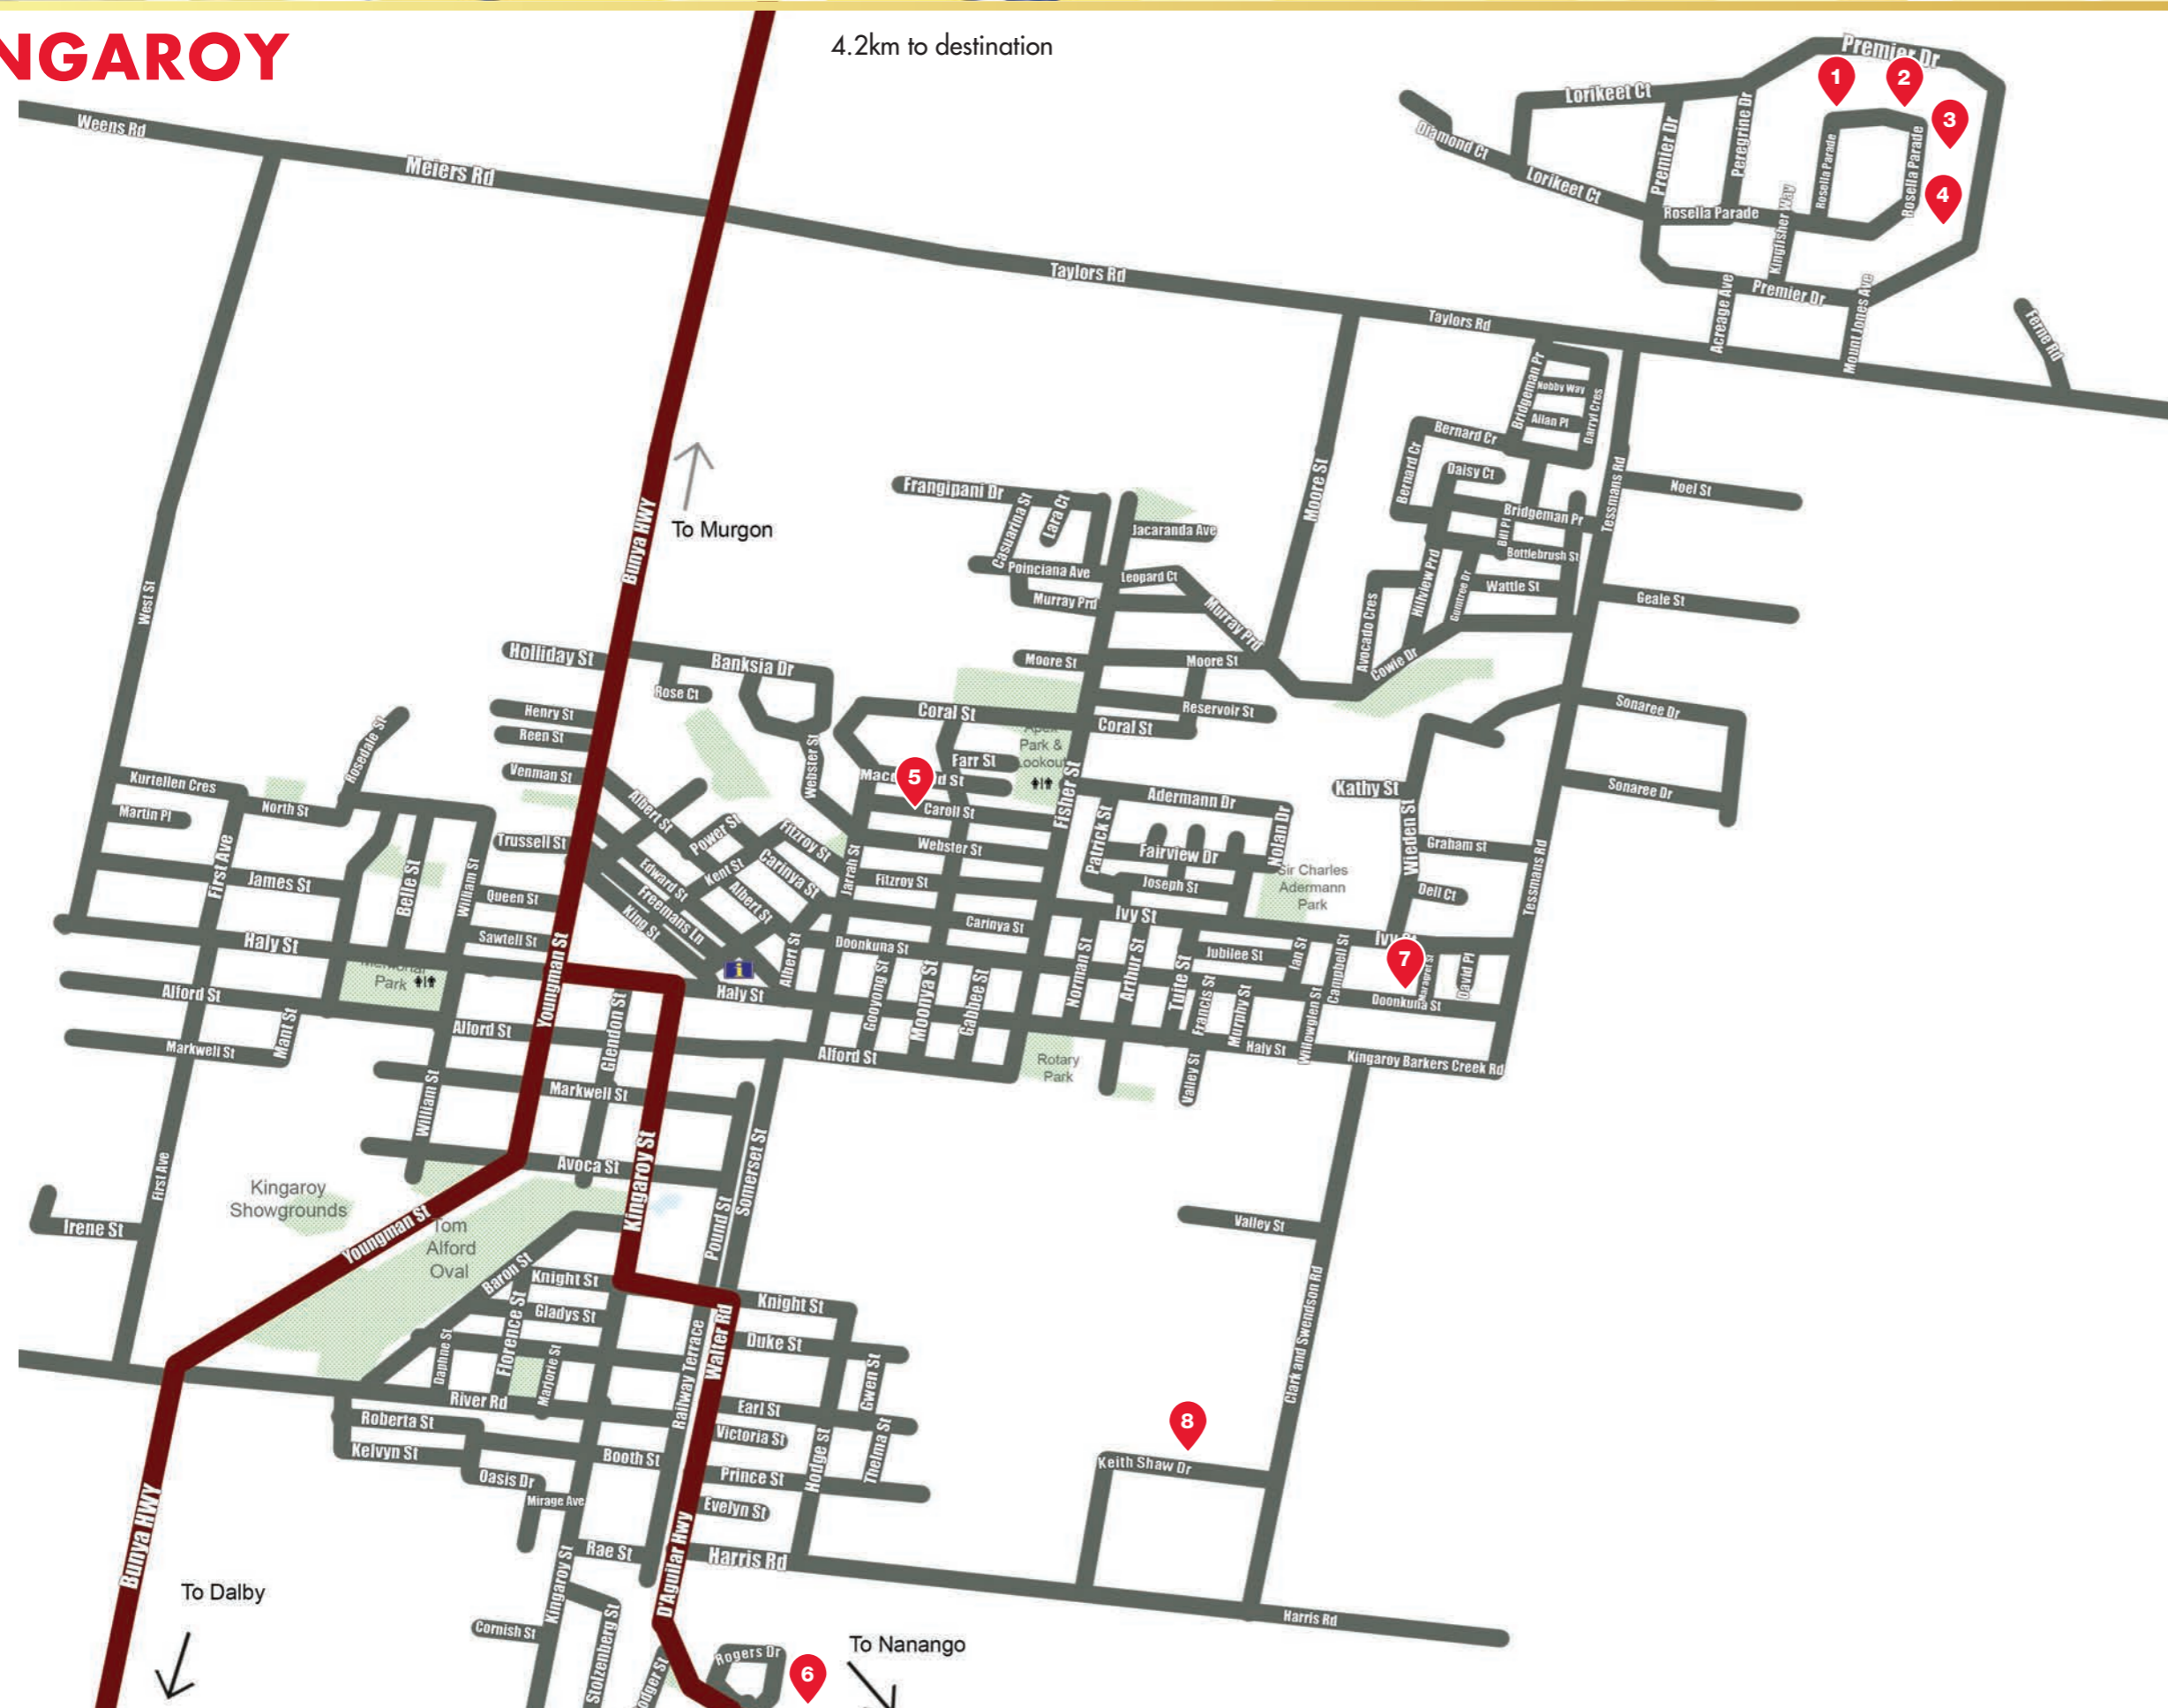 NGAROY
4.2km to destination
Premier Dr
1
2
3
4
Lorikeet Ct
Diamond Ct
Lorikeet Ct
Premier Dr
Peregrine Dr
Rosella Parade
Rosella Parade
Rosella Parade
Kingfisher Way
Premier Dr
Acreage Ave
Mount Jones Ave
Ferne Rd
Weens Rd
Meiers Rd
Taylors Rd
Taylors Rd
Bridgeman Pr
Nobby Way
Allan Pl
Darryl Cres
Bernard Cr
Bernard Cr
Daisy Ct
Bridgeman Pr
Bill Pl
Bottlebrush St
Wattle St
Gumtree Dr
Hillview Prd
Avocado Cres
Cowie Dr
Tessmans Rd
Noel St
Geale St
Moore St
Frangipani Dr
Casuarina St
Lara Ct
Jacaranda Ave
Poinciana Ave
Leopard Ct
Murray Prd
Murray Prd
Moore St
Moore St
Reservoir St
Coral St
Coral St
Bunya HWY
To Murgon
West St
Holliday St
Banksia Dr
Rose Ct
Henry St
Reen St
Venman St
Webster St
Farr St
5
Caroll St
Park &
Lookout
Fisher St
Adermann Dr
Patrick St
Fairview Dr
Nolan Dr
Joseph St
Sir Charles
Adermann
Park
Kathy St
Wieden St
Graham st
Dell Ct
Tessmans Rd
Sonaree Dr
Sonaree Dr
Rosedale St
Kurtellen Cres
North St
Martin Pl
First Ave
James St
Belle St
William St
Trussell St
Queen St
Sawtell St
Haly St
Park
Alford St
Mant St
Markwell St
Albert St
Power St
Fitzroy St
Kent St
Carinya St
Edward St
Albert St
Freemans Ln
King St
Jarrah St
Webster St
Fitzroy St
Carinya St
Ivy St
Doonkuna St
Albert St
Haly St
Gooyong St
Moonya St
Gabbee St
Norman St
Arthur St
Tuite St
Jubilee St
Ian St
Campbell St
Francis St
Murphy St
Willowglen St
7
David Pl
Doonkuna St
Haly St
Kingaroy Barkers Creek Rd
Valley St
Rotary
Park
Alford St
Youngman St
Alford St
Glendon St
Markwell St
William St
Avoca St
Kingaroy St
Somerset St
Pound St
Kingaroy
Showgrounds
Irene St
First Ave
Youngman St
Tom
Alford
Oval
Baron St
Knight St
Gladys St
Florence St
Daphne St
Marjorie St
River Rd
Roberta St
Kelvyn St
Oasis Dr
Mirage Ave
Booth St
Railway Terrace
Walter Rd
Knight St
Duke St
Gwen St
Earl St
Victoria St
Hodge St
Thelma St
Prince St
Evelyn St
Harris Rd
Rae St
Kingaroy St
Cornish St
Stolzenberg St
D'Aguilar Hwy
Rogers Dr
6
To Nanango
Bunya HWY
To Dalby
Valley St
Clark and Swendson Rd
8
Keith Shaw Dr
Harris Rd